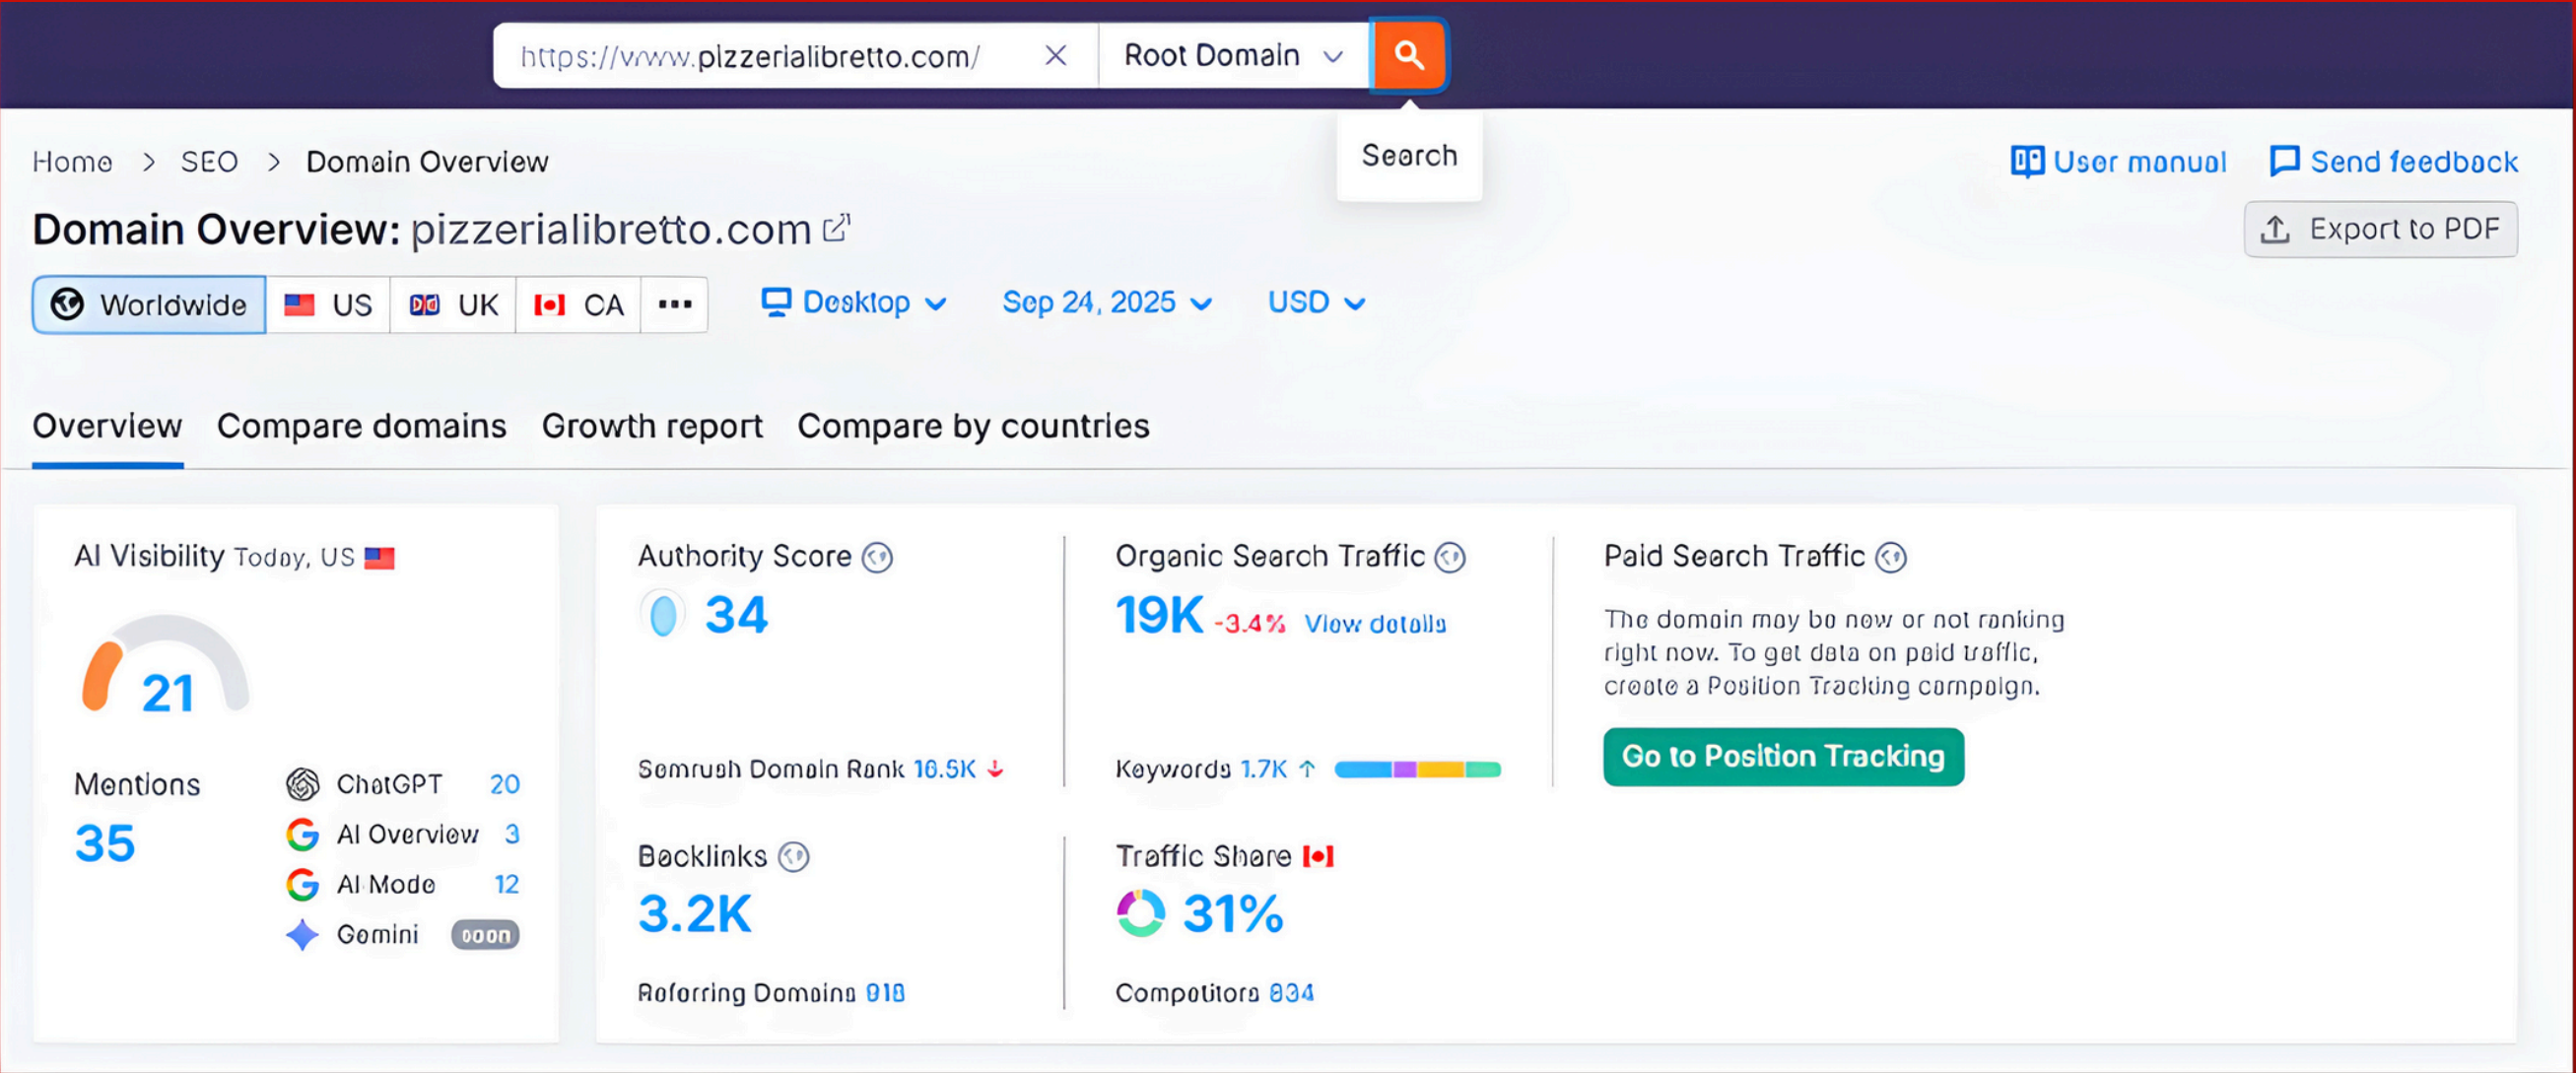 https://www.pizzerialibretto.com/
Root Domain
Search
Home > SEO > Domain Overview
User manual
Send feedback
Domain Overview: pizzerialibretto.com
Export to PDF
Worldwide
US
UK
CA
•••
Desktop
Sep 24, 2025
USD
Overview
Compare domains
Growth report
Compare by countries
AI Visibility Today, US
21
Mentions
35
ChatGPT 20
AI Overview 3
AI Mode 12
Gemini soon
Authority Score
34
Semrush Domain Rank
Organic Search Traffic
19K -3.4% View details
Keywords 1.7K ↑
Paid Search Traffic
The domain may be new or not ranking
right now. To get data on paid traffic,
create a Position Tracking campaign.
Go to Position Tracking
Backlinks
3.2K
Referring Domains
Traffic Share
31%
Competitors 834